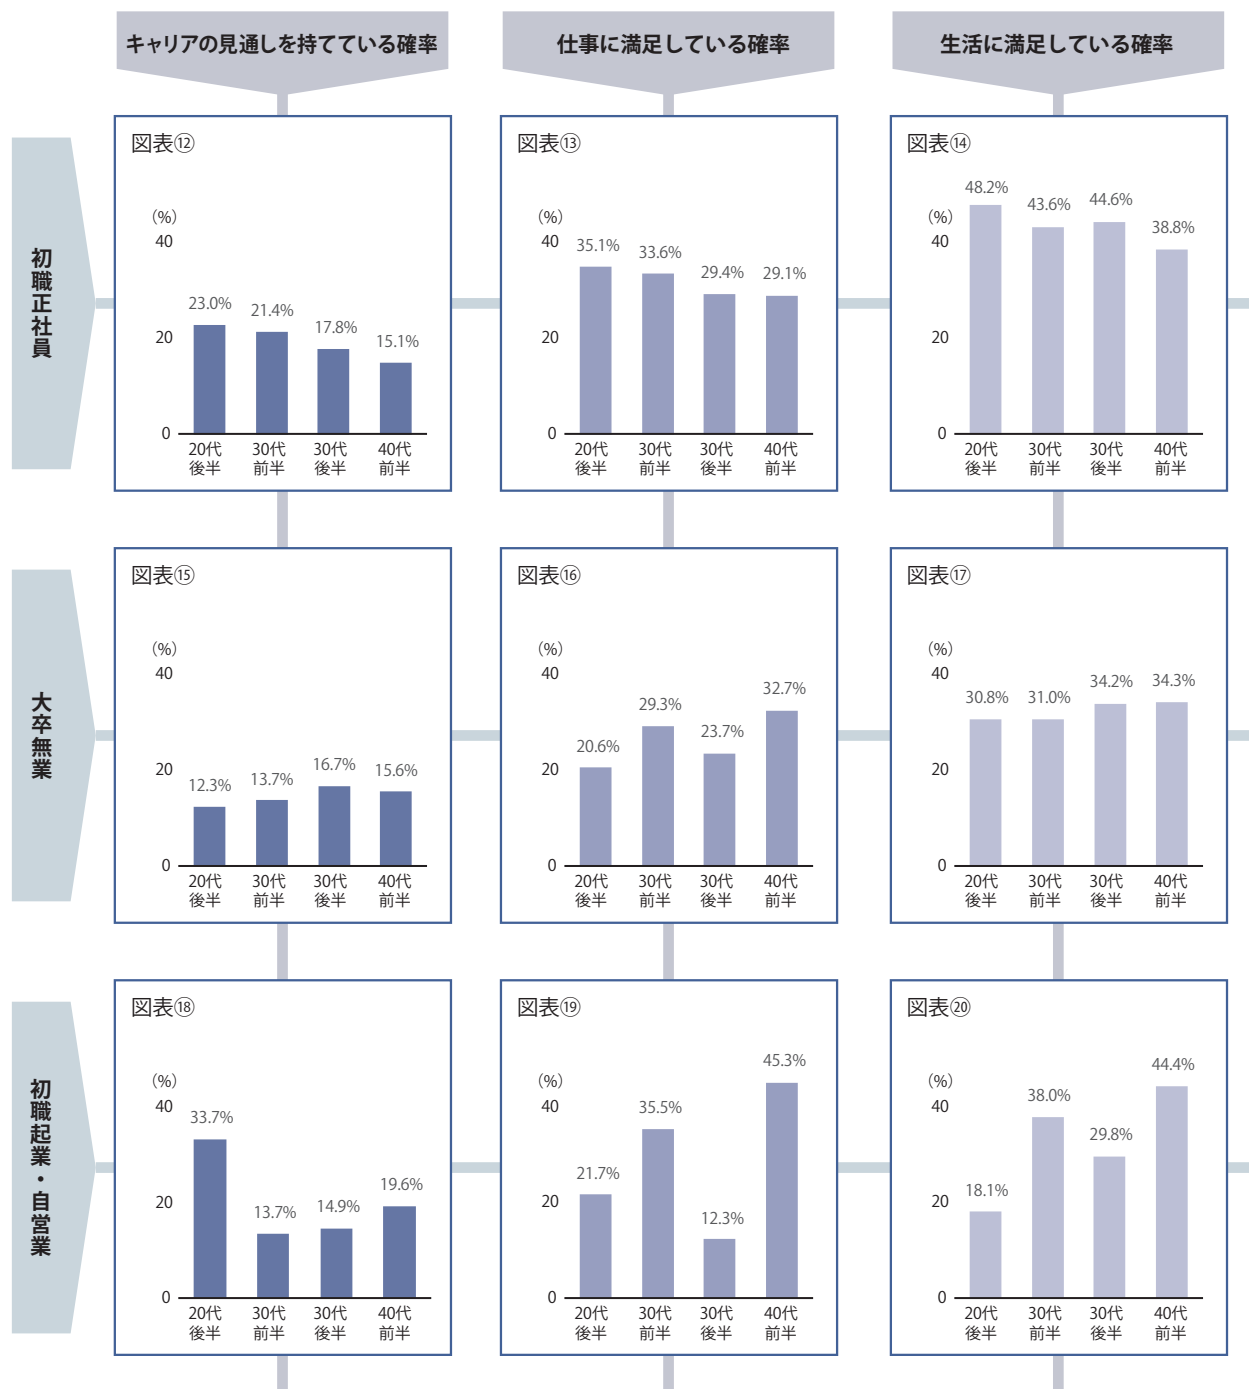 キャリアの見通しを持てている確率
仕事に満足している確率
生活に満足している確率
初職正社員
図表⑫
(%)
40
20
0
23.0%
21.4%
17.8%
15.1%
20代
後半
30代
前半
30代
後半
40代
前半
図表⑬
(%)
40
20
0
35.1%
33.6%
29.4%
29.1%
20代
後半
30代
前半
30代
後半
40代
前半
図表⑭
(%)
40
20
0
48.2%
43.6%
44.6%
38.8%
20代
後半
30代
前半
30代
後半
40代
前半
大卒無業
図表⑮
(%)
40
20
0
12.3%
13.7%
16.7%
15.6%
20代
後半
30代
前半
30代
後半
40代
前半
図表⑯
(%)
40
20
0
20.6%
29.3%
23.7%
32.7%
20代
後半
30代
前半
30代
後半
40代
前半
図表⑰
(%)
40
20
0
30.8%
31.0%
34.2%
34.3%
20代
後半
30代
前半
30代
後半
40代
前半
初職起業・自営業
図表⑱
(%)
40
20
0
33.7%
13.7%
14.9%
19.6%
20代
後半
30代
前半
30代
後半
40代
前半
図表⑲
(%)
40
20
0
21.7%
35.5%
12.3%
45.3%
20代
後半
30代
前半
30代
後半
40代
前半
図表⑳
(%)
40
20
0
18.1%
38.0%
29.8%
44.4%
20代
後半
30代
前半
30代
後半
40代
前半